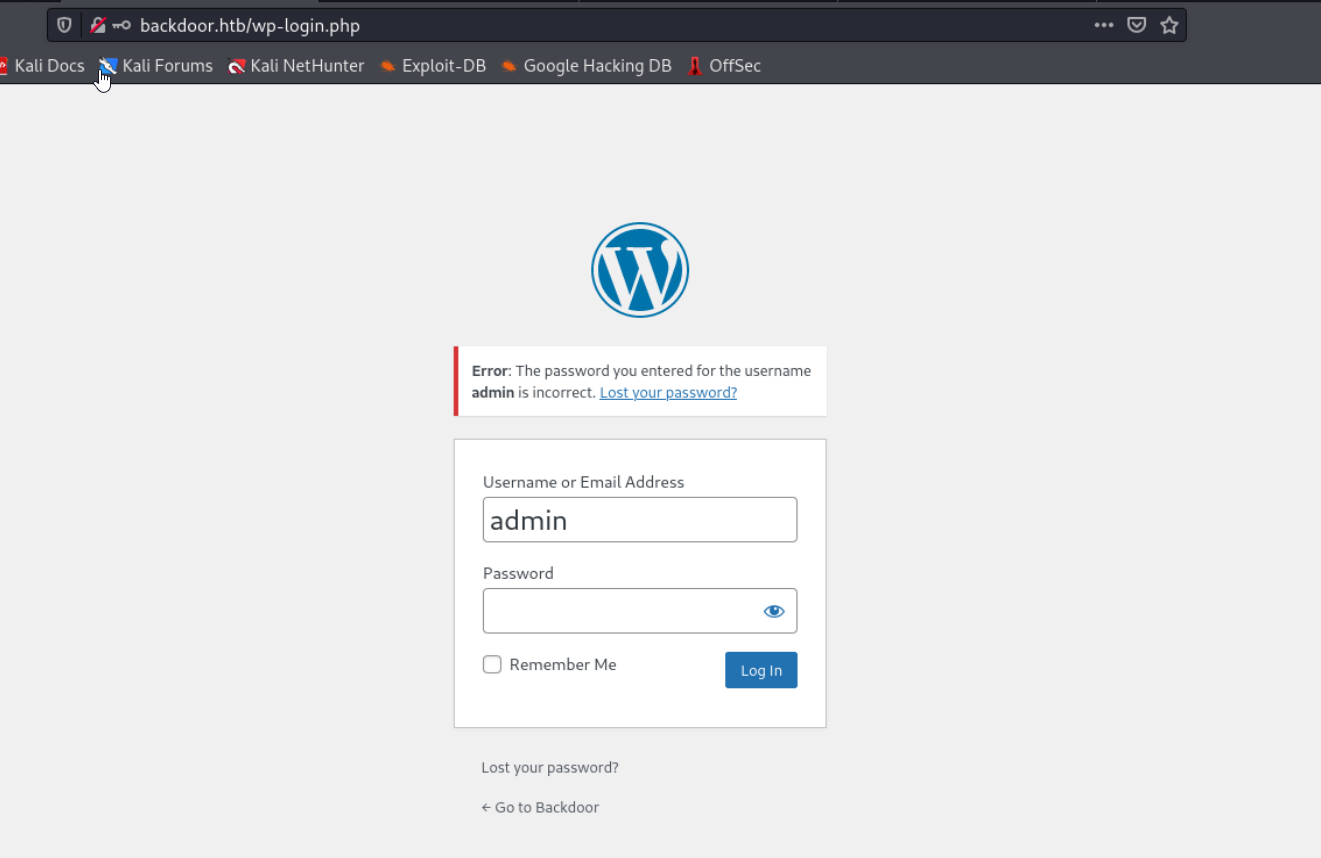 backdoor.htb/wp-login.php
Kali Docs Kali Forums Kali NetHunter Exploit-DB Google Hacking DB OffSec
Error: The password you entered for the username
admin is incorrect. Lost your password?
Username or Email Address
admin
Password
Remember Me
Log In
Lost your password?
← Go to Backdoor